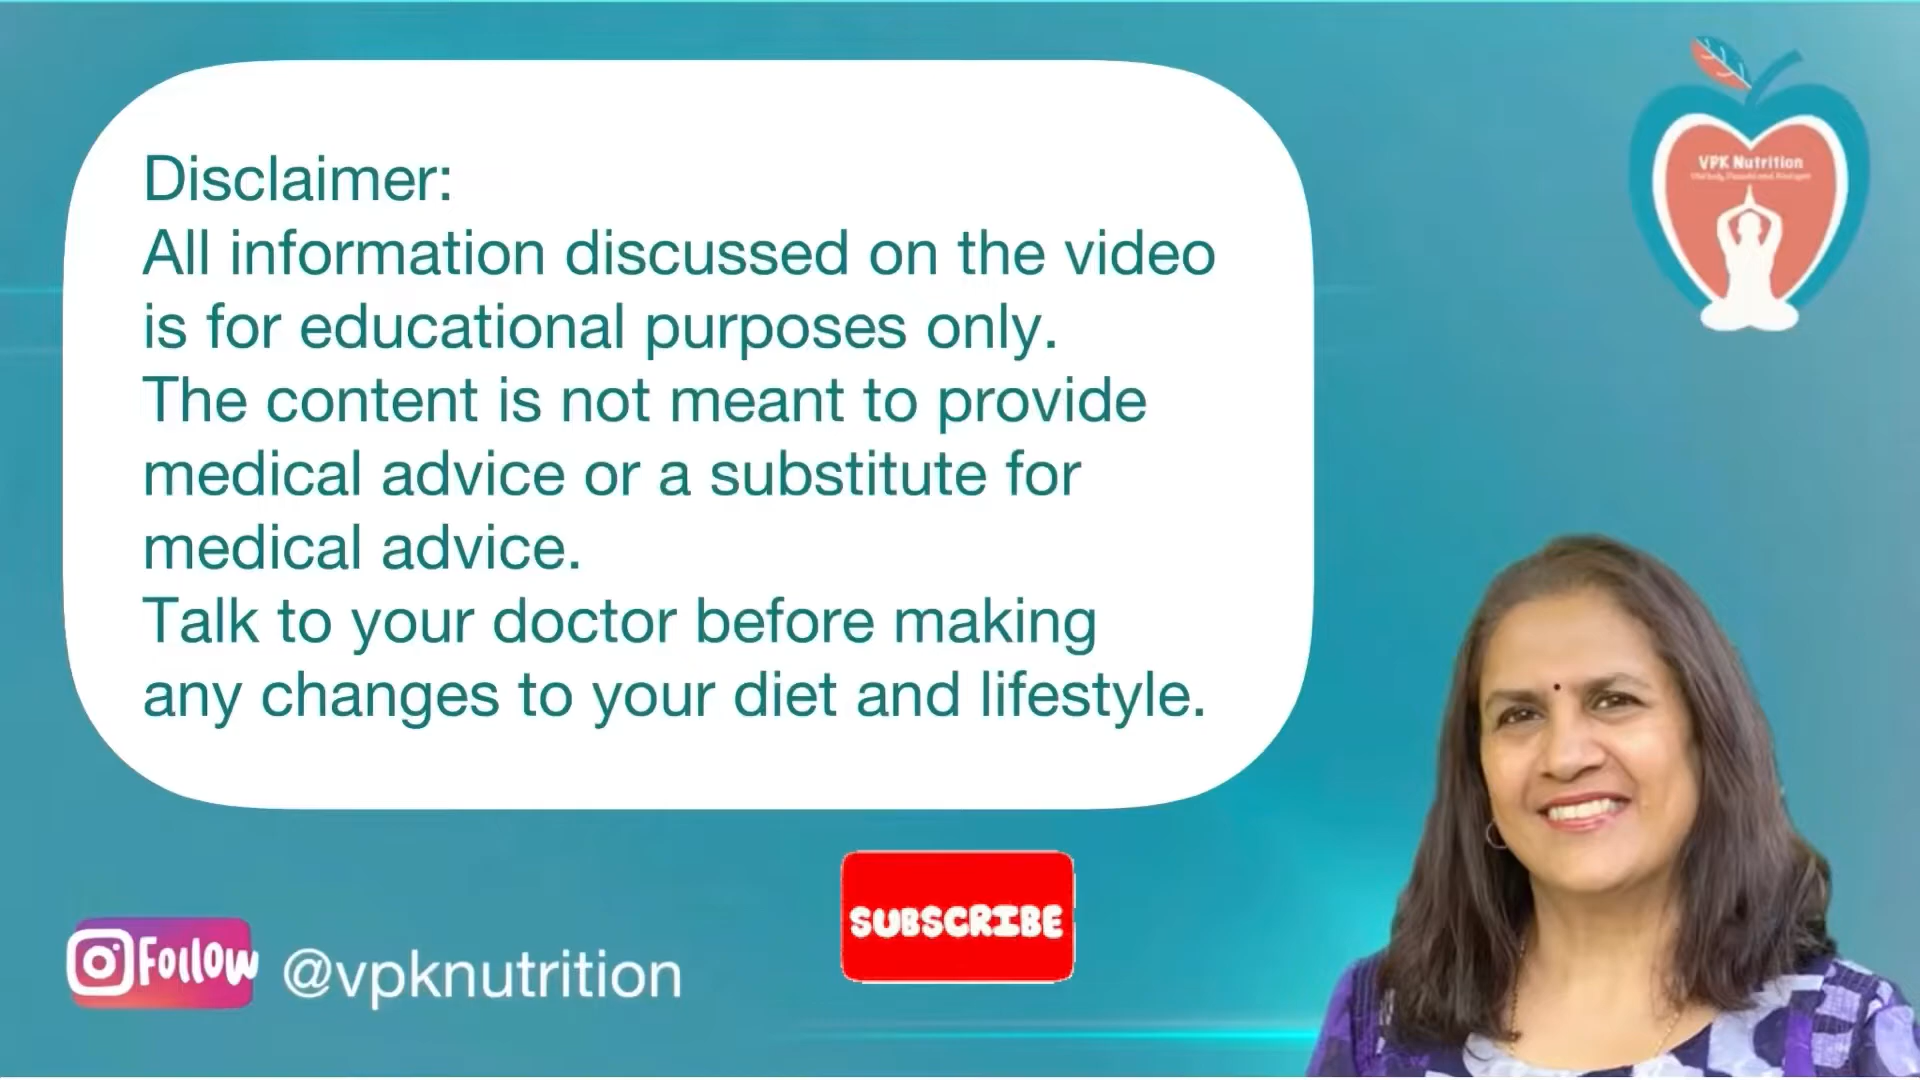 Disclaimer:
All information discussed on the video
is for educational purposes only.
The content is not meant to provide
medical advice or a substitute for
medical advice.
Talk to your doctor before making
any changes to your diet and lifestyle.
VPK Nutrition
SUBSCRIBE
Follow @vpknutrition